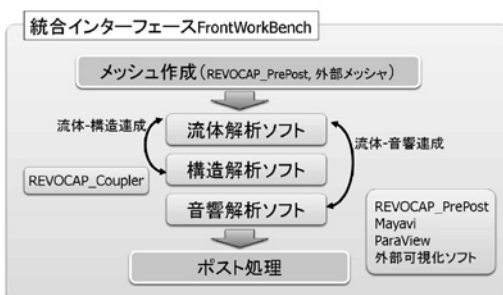 統合インターフェースFrontWorkBench
メッシュ作成(REVOCAP_PrePost, 外部メッシャ)
流体-構造連成
流体解析ソフト
流体-音響連成
構造解析ソフト
REVOCAP_Coupler
音響解析ソフト
REVOCAP_PrePost
Mayavi
ParaView
外部可視化ソフト
ポスト処理